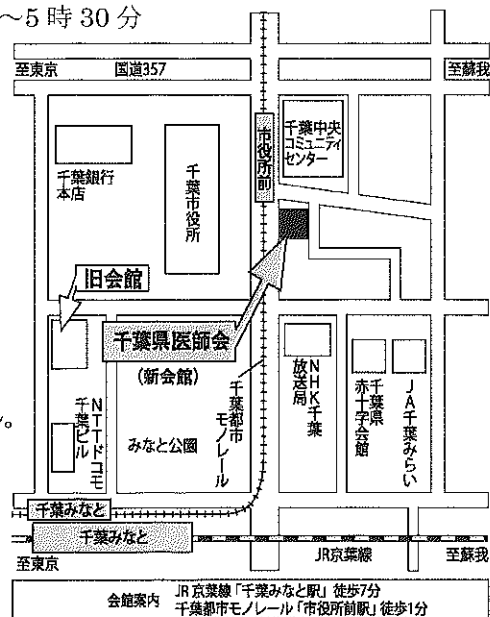 ～5時30分
至東京
国道357
至蘇我
千葉銀行
本店
千葉市役所
市役所前
千葉中央
コミュニティ
センター
旧会館
千葉県医師会
(新会館)
NTTドコモ
千葉ビル
みなと公園
千葉都市
モノレール
NHK千葉
放送局
千葉県
赤十字会館
JA千葉みらい
。
千葉みなと
千葉みなと
至東京
JR京葉線
至蘇我
会館案内
JR京葉線「千葉みなと駅」徒歩7分
千葉都市モノレール「市役所前駅」徒歩1分